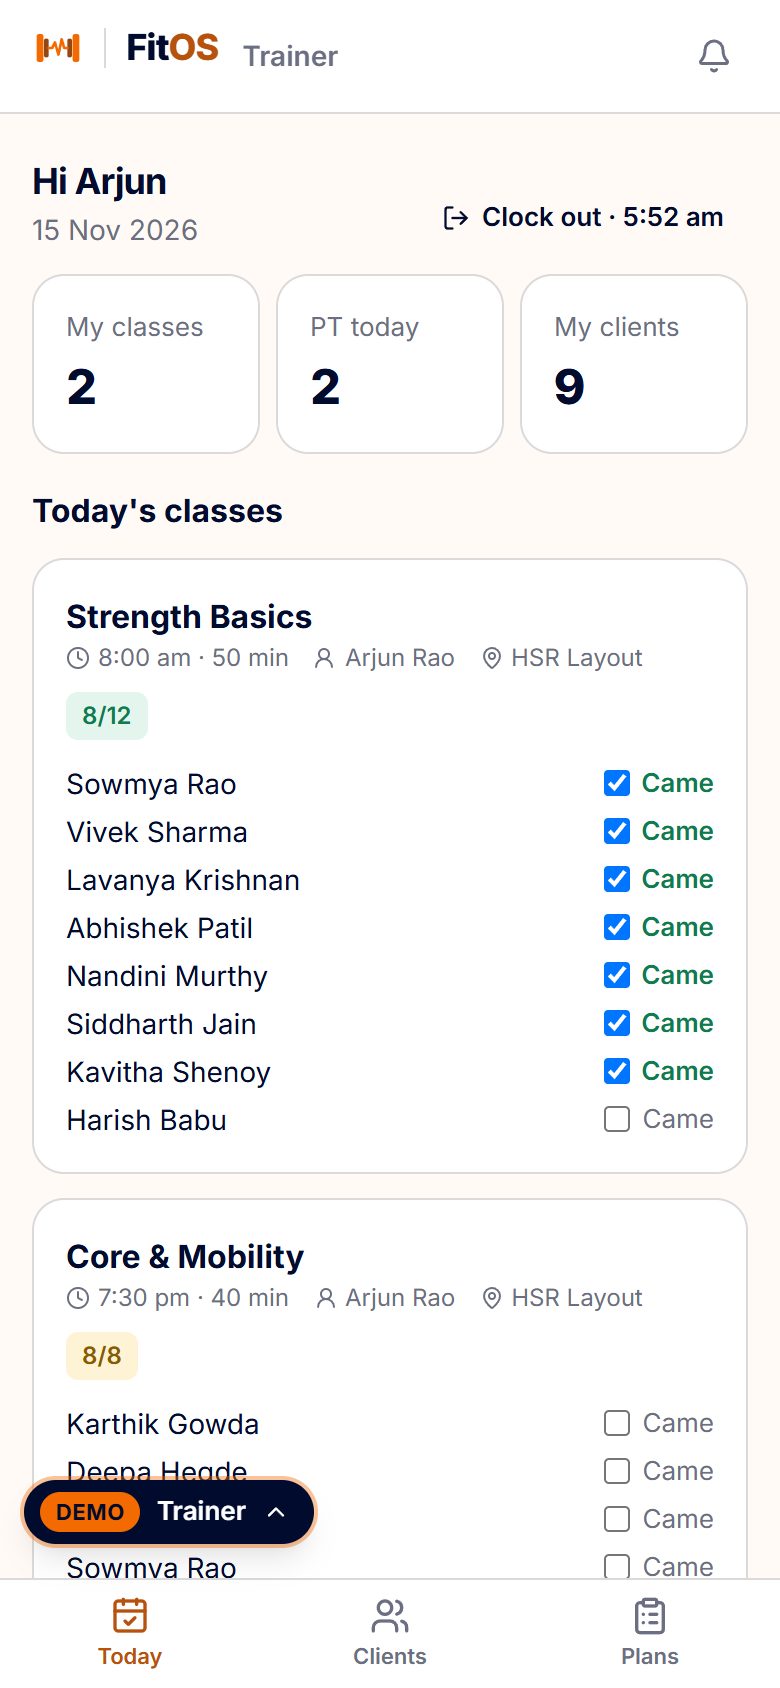 FitOS Trainer
Hi Arjun
15 Nov 2026
Clock out · 5:52 am
My classes
2
PT today
2
My clients
9
Today's classes
Strength Basics
8:00 am · 50 min Arjun Rao HSR Layout
8/12
Sowmya Rao Came
Vivek Sharma Came
Lavanya Krishnan Came
Abhishek Patil Came
Nandini Murthy Came
Siddharth Jain Came
Kavitha Shenoy Came
Harish Babu Came
Core & Mobility
7:30 pm · 40 min Arjun Rao HSR Layout
8/8
Karthik Gowda Came
Deepa Hegde Came
Came
Sowmya Rao Came
DEMO Trainer
Today
Clients
Plans